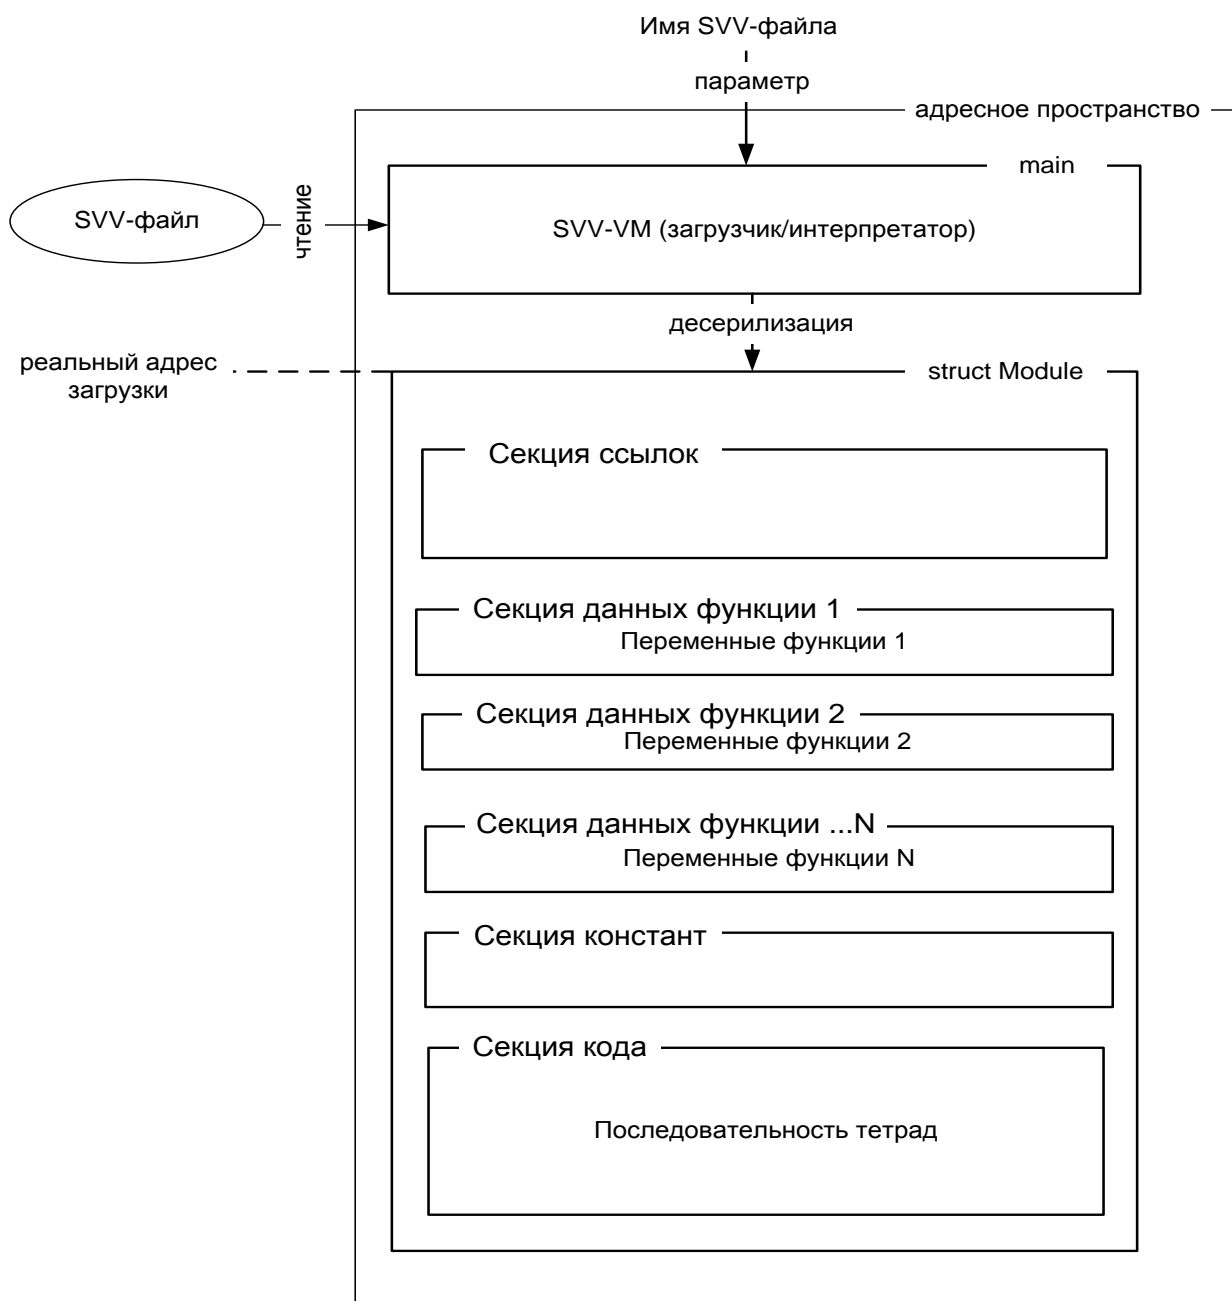 Имя SVV-файла
параметр
адресное пространство
main
SVV-файл
чтение
SVV-VM (загрузчик/интерпретатор)
десерилизация
реальный адрес
загрузки
struct Module
Секция ссылок
Секция данных функции 1
Переменные функции 1
Секция данных функции 2
Переменные функции 2
Секция данных функции ...N
Переменные функции N
Секция констант
Секция кода
Последовательность тетрад